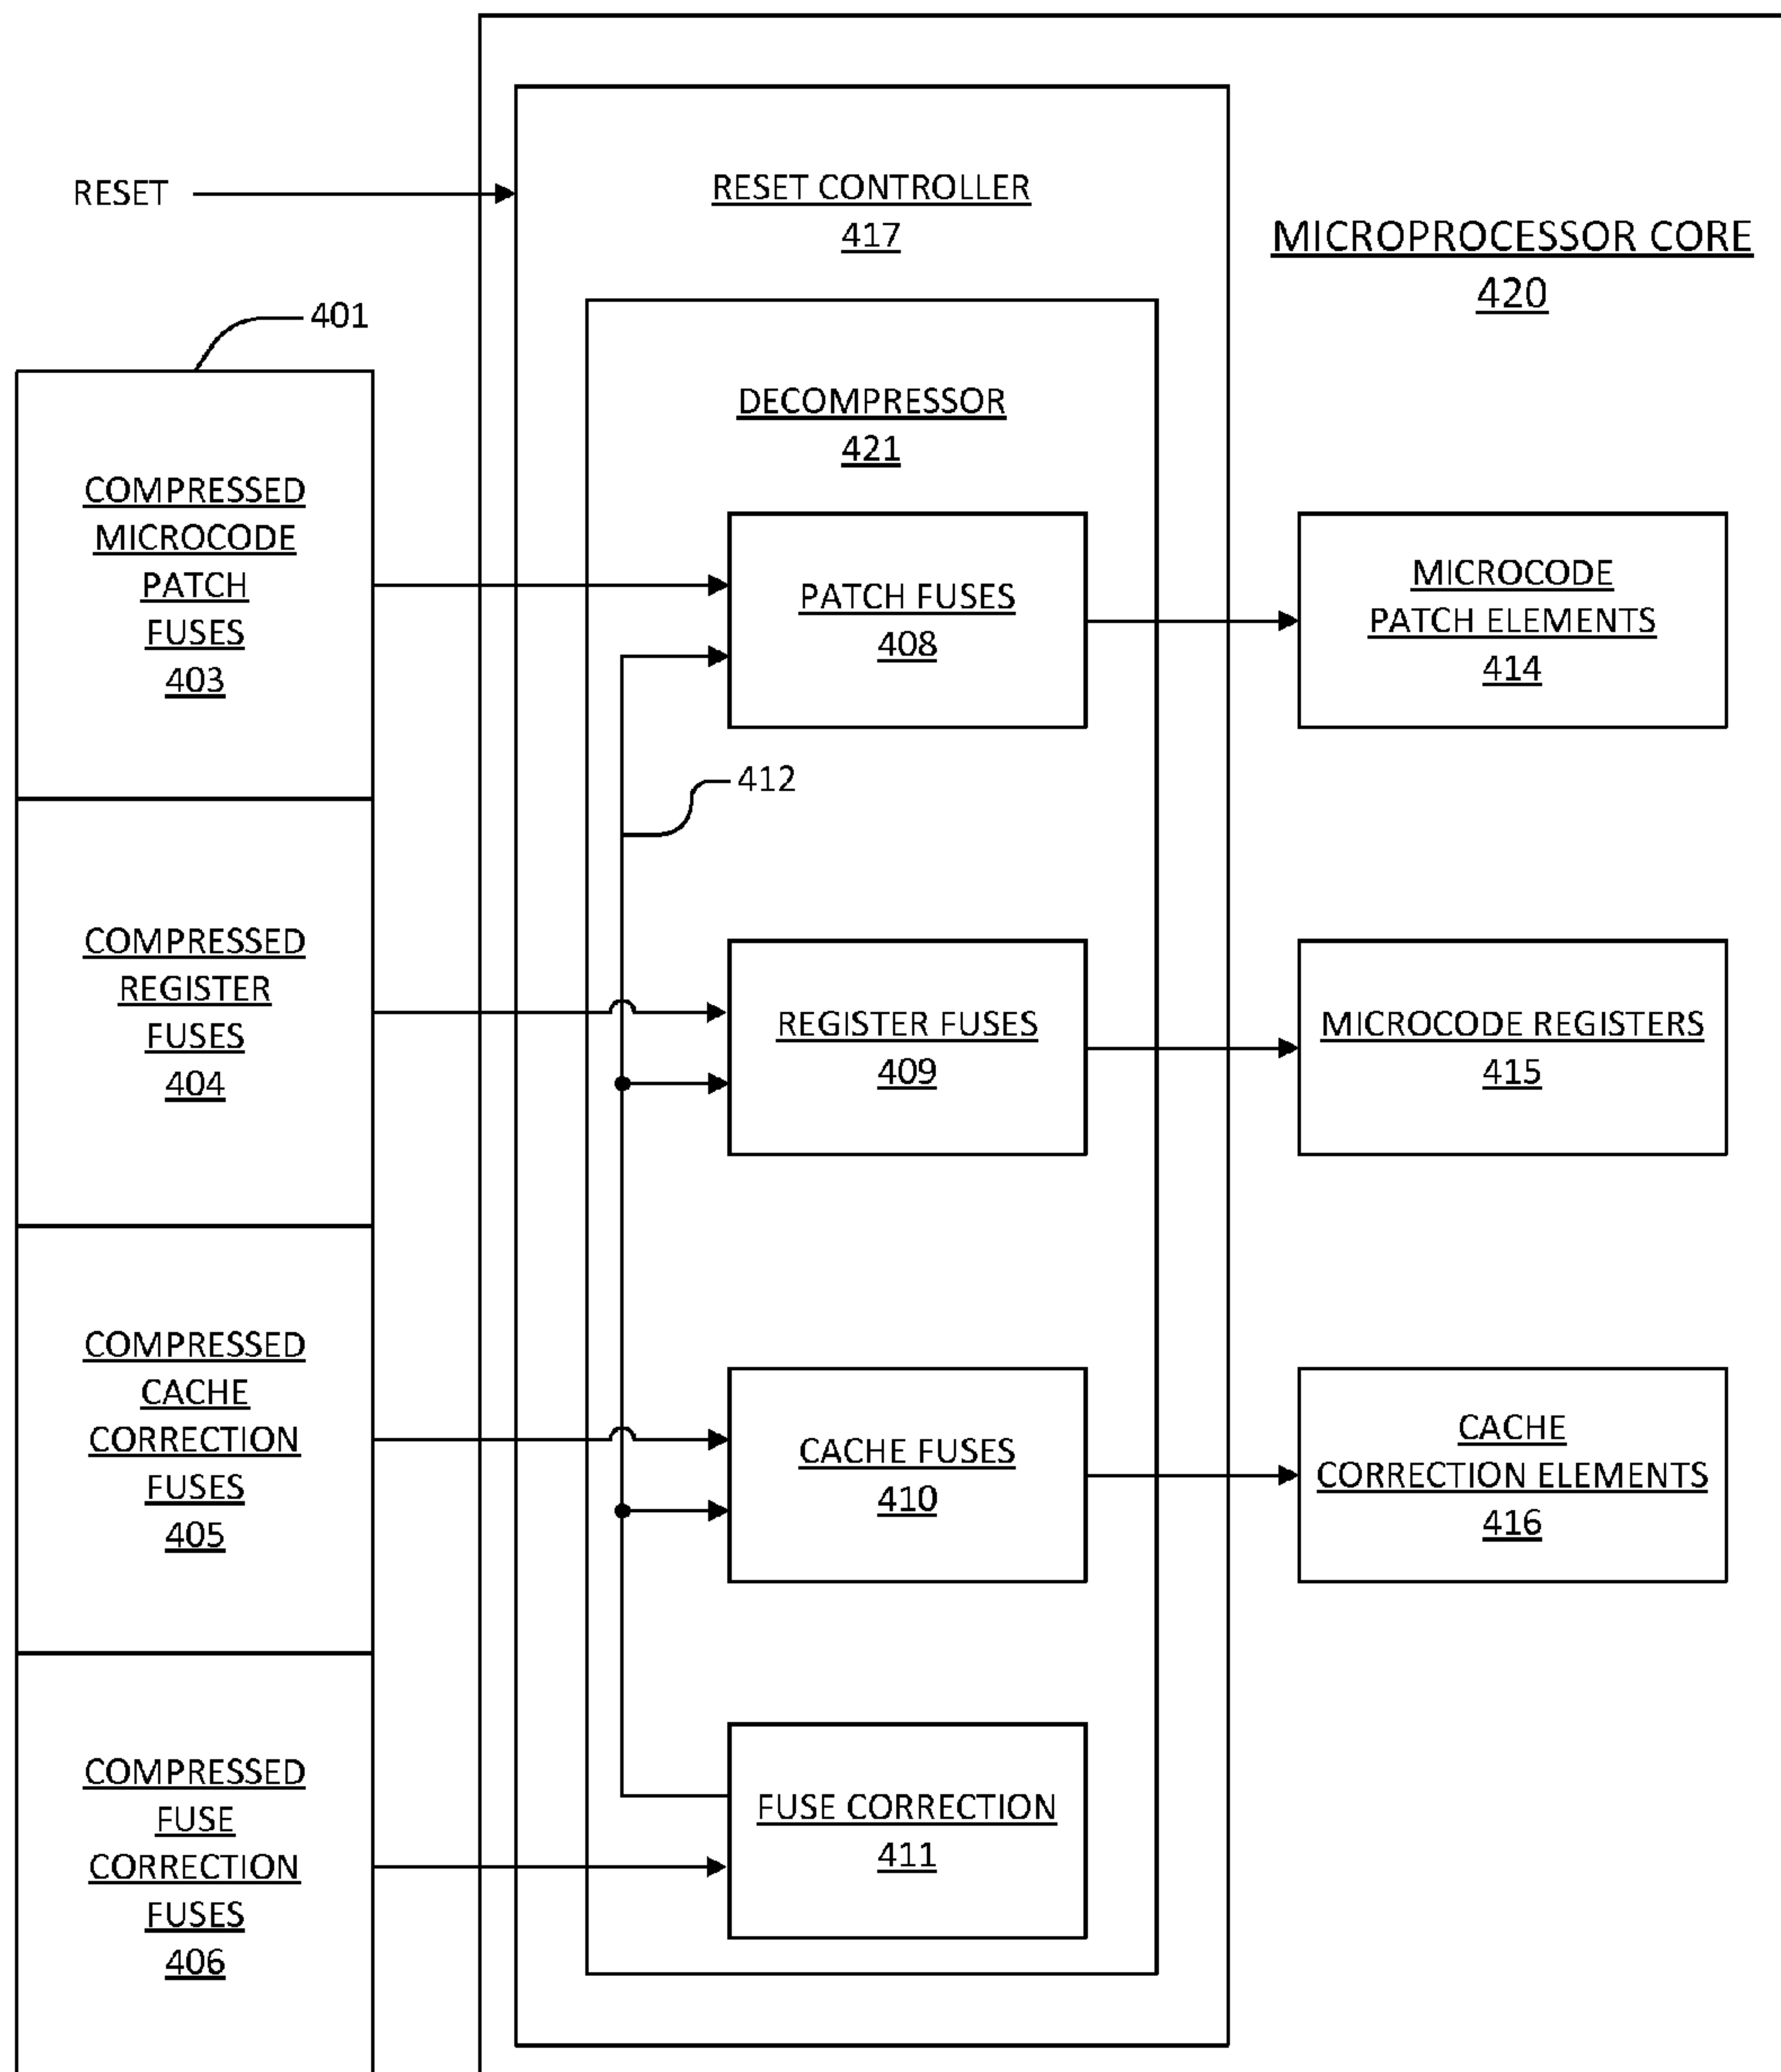 RESET
RESET CONTROLLER
417
MICROPROCESSOR CORE
420
401
DECOMPRESSOR
421
COMPRESSED
MICROCODE
PATCH
FUSES
403
PATCH FUSES
408
MICROCODE
PATCH ELEMENTS
414
412
COMPRESSED
REGISTER
FUSES
404
REGISTER FUSES
409
MICROCODE REGISTERS
415
COMPRESSED
CACHE
CORRECTION
FUSES
405
CACHE FUSES
410
CACHE
CORRECTION ELEMENTS
416
COMPRESSED
FUSE
CORRECTION
FUSES
406
FUSE CORRECTION
411